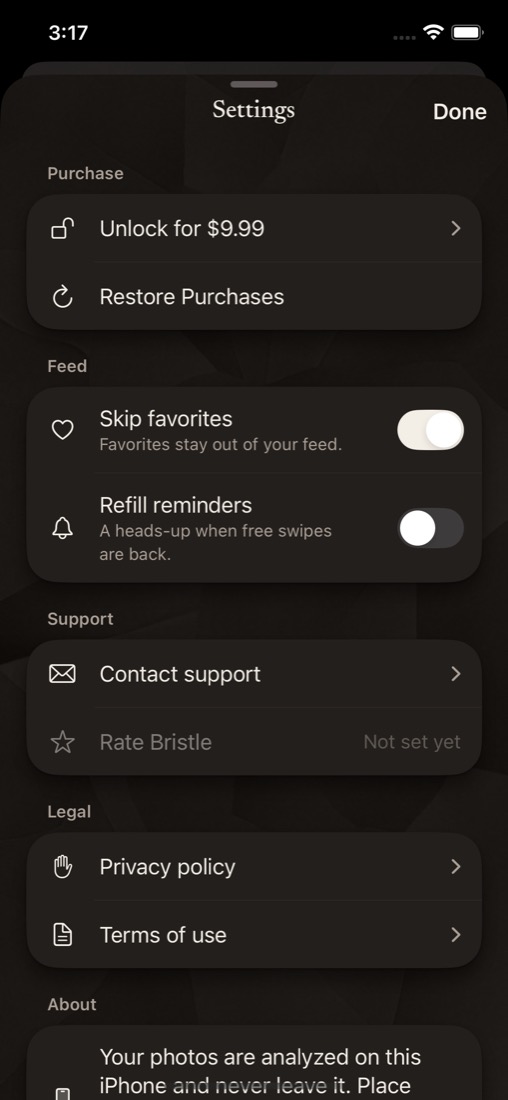 3:17
Settings
Done
Purchase
Unlock for $9.99
Restore Purchases
Feed
Skip favorites
Favorites stay out of your feed.
Refill reminders
A heads-up when free swipes
are back.
Support
Contact support
Rate Bristle
Not set yet
Legal
Privacy policy
Terms of use
About
Your photos are analyzed on this
iPhone and never leave it. Place